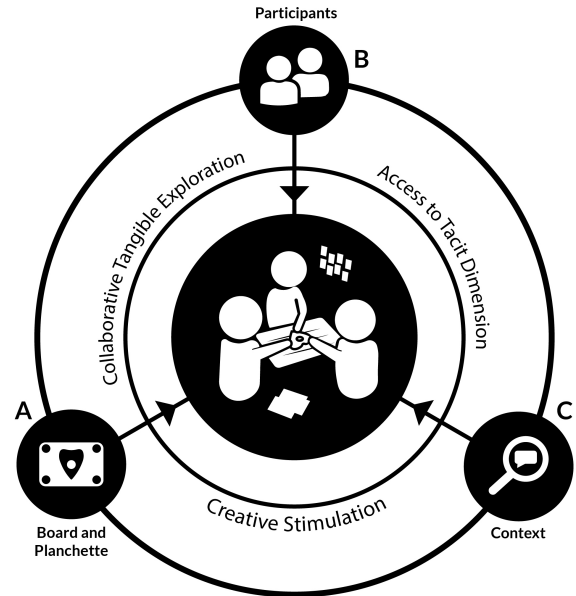 Participants
B
Collaborative Tangible Exploration
Access to Tacit Dimension
A
C
Creative Stimulation
Board and
Planchette
Context